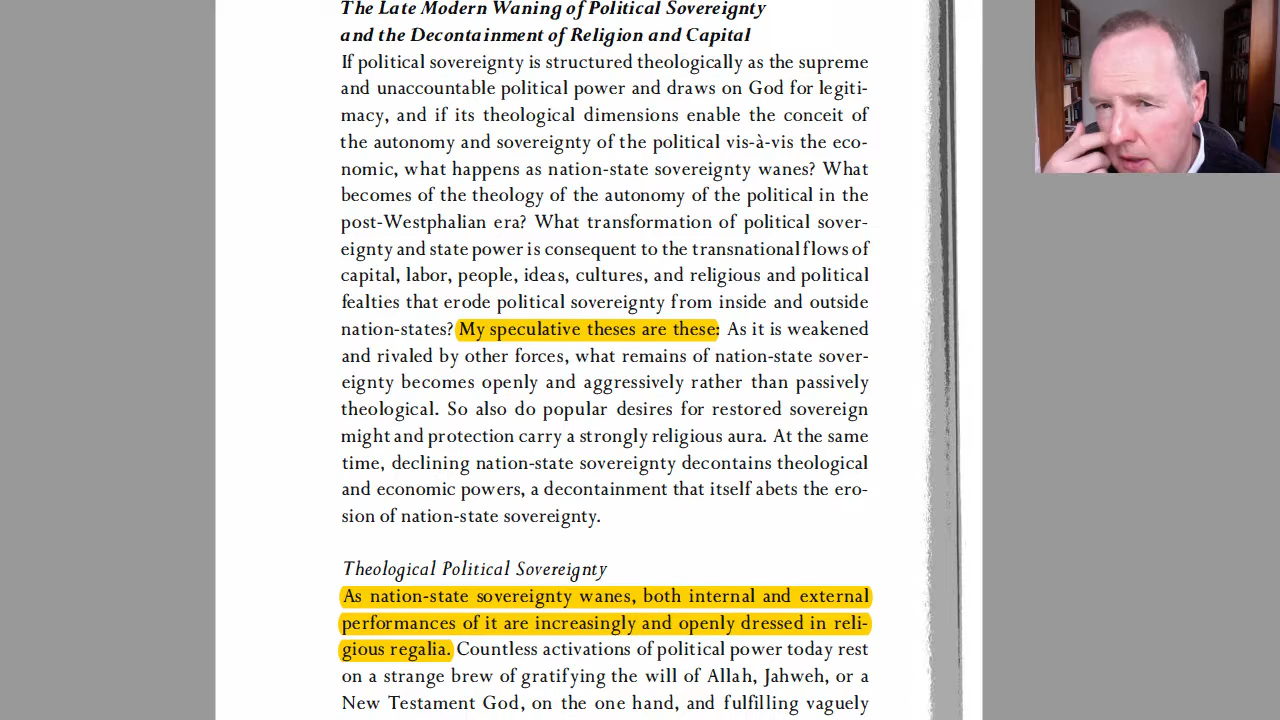 The Late Modern Waning of Political Sovereignty
and the Decontainment of Religion and Capital
If political sovereignty is structured theologically as the supreme
and unaccountable political power and draws on God for legiti-
macy, and if its theological dimensions enable the conceit of
the autonomy and sovereignty of the political vis-à-vis the eco-
nomic, what happens as nation-state sovereignty wanes? What
becomes of the theology of the autonomy of the political in the
post-Westphalian era? What transformation of political sover-
eignty and state power is consequent to the transnational flows of
capital, labor, people, ideas, cultures, and religious and political
fealties that erode political sovereignty from inside and outside
nation-states? My speculative theses are these: As it is weakened
and rivaled by other forces, what remains of nation-state sover-
eignty becomes openly and aggressively rather than passively
theological. So also do popular desires for restored sovereign
might and protection carry a strongly religious aura. At the same
time, declining nation-state sovereignty decontains theological
and economic powers, a decontainment that itself abets the ero-
sion of nation-state sovereignty.
Theological Political Sovereignty
As nation-state sovereignty wanes, both internal and external
performances of it are increasingly and openly dressed in reli-
gious regalia. Countless activations of political power today rest
on a strange brew of gratifying the will of Allah, Jahweh, or a
New Testament God, on the one hand, and fulfilling vaguely